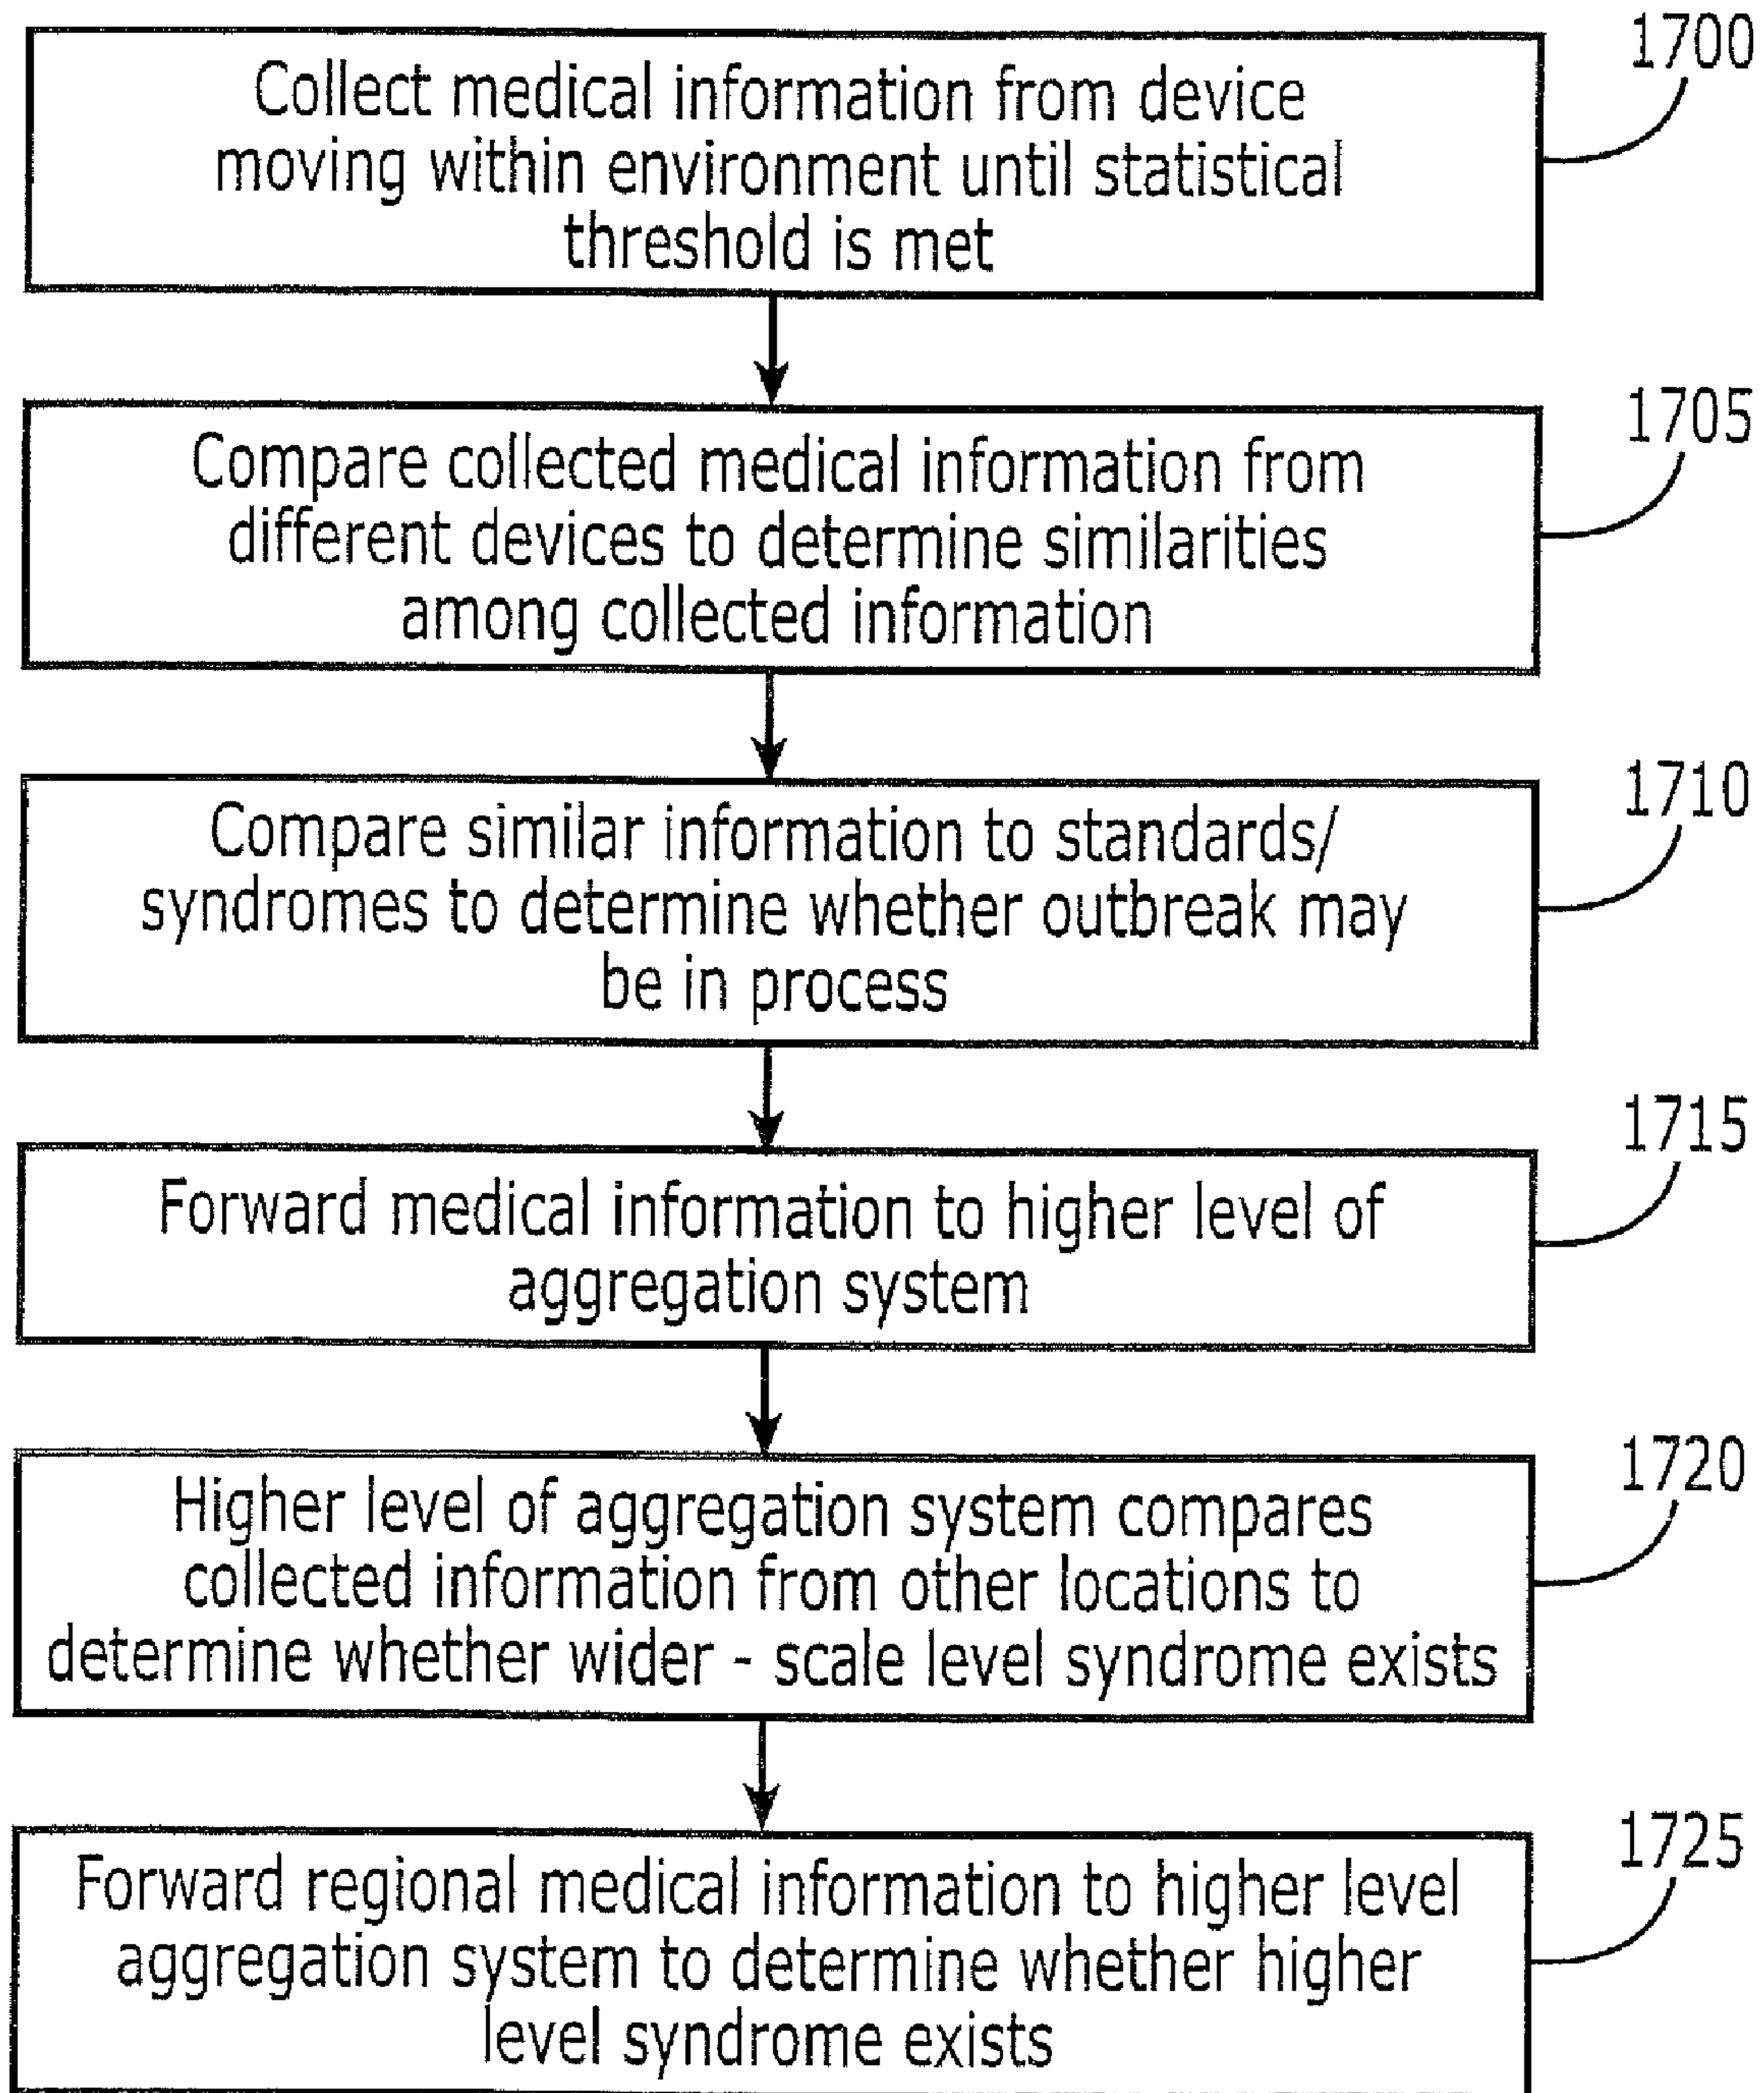 1700
Collect medical information from device
moving within environment until statistical
threshold is met
1705
Compare collected medical information from
different devices to determine similarities
among collected information
1710
Compare similar information to standards/
syndromes to determine whether outbreak may
be in process
1715
Forward medical information to higher level of
aggregation system
1720
Higher level of aggregation system compares
collected information from other locations to
determine whether wider - scale level syndrome exists
1725
Forward regional medical information to higher level
aggregation system to determine whether higher
level syndrome exists